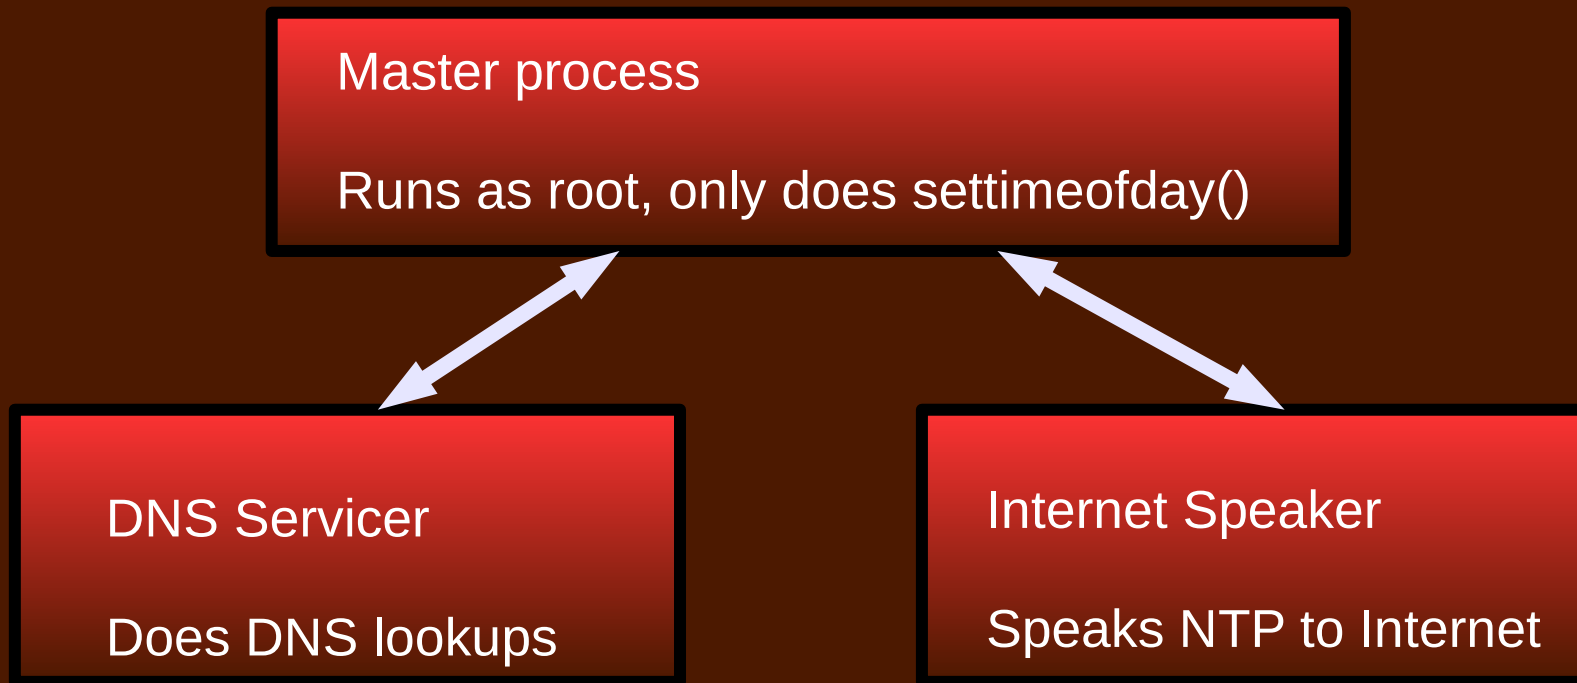 Master process
Runs as root, only does settimeofday()
DNS Servicer
Does DNS lookups
Internet Speaker
Speaks NTP to Internet